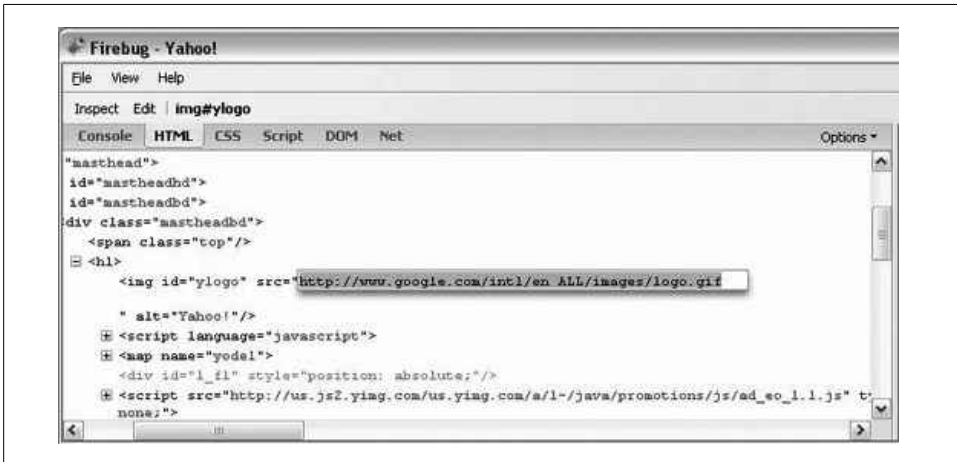 Firebug - Yahoo!
File View Help
Inspect Edit | img#ylogo
Console HTML CSS Script DOM Net Options
"masthead">
id="mastheadhd">
id="mastheadbd">
div class="mastheadbd">
<span class="top"/>
<h1>
<img id="ylogo" src="http://www.google.com/intl/en ALL/images/logo.gif
" alt="Yahoo!"/>
<script language="javascript">
<map name="yodel">
<div id="l_fl" style="position: absolute;"/>
<script src="http://us.js2.yimg.com/us.yimg.com/a/1-/java/promotions/js/ad_eo_1.1.js" t
none;">